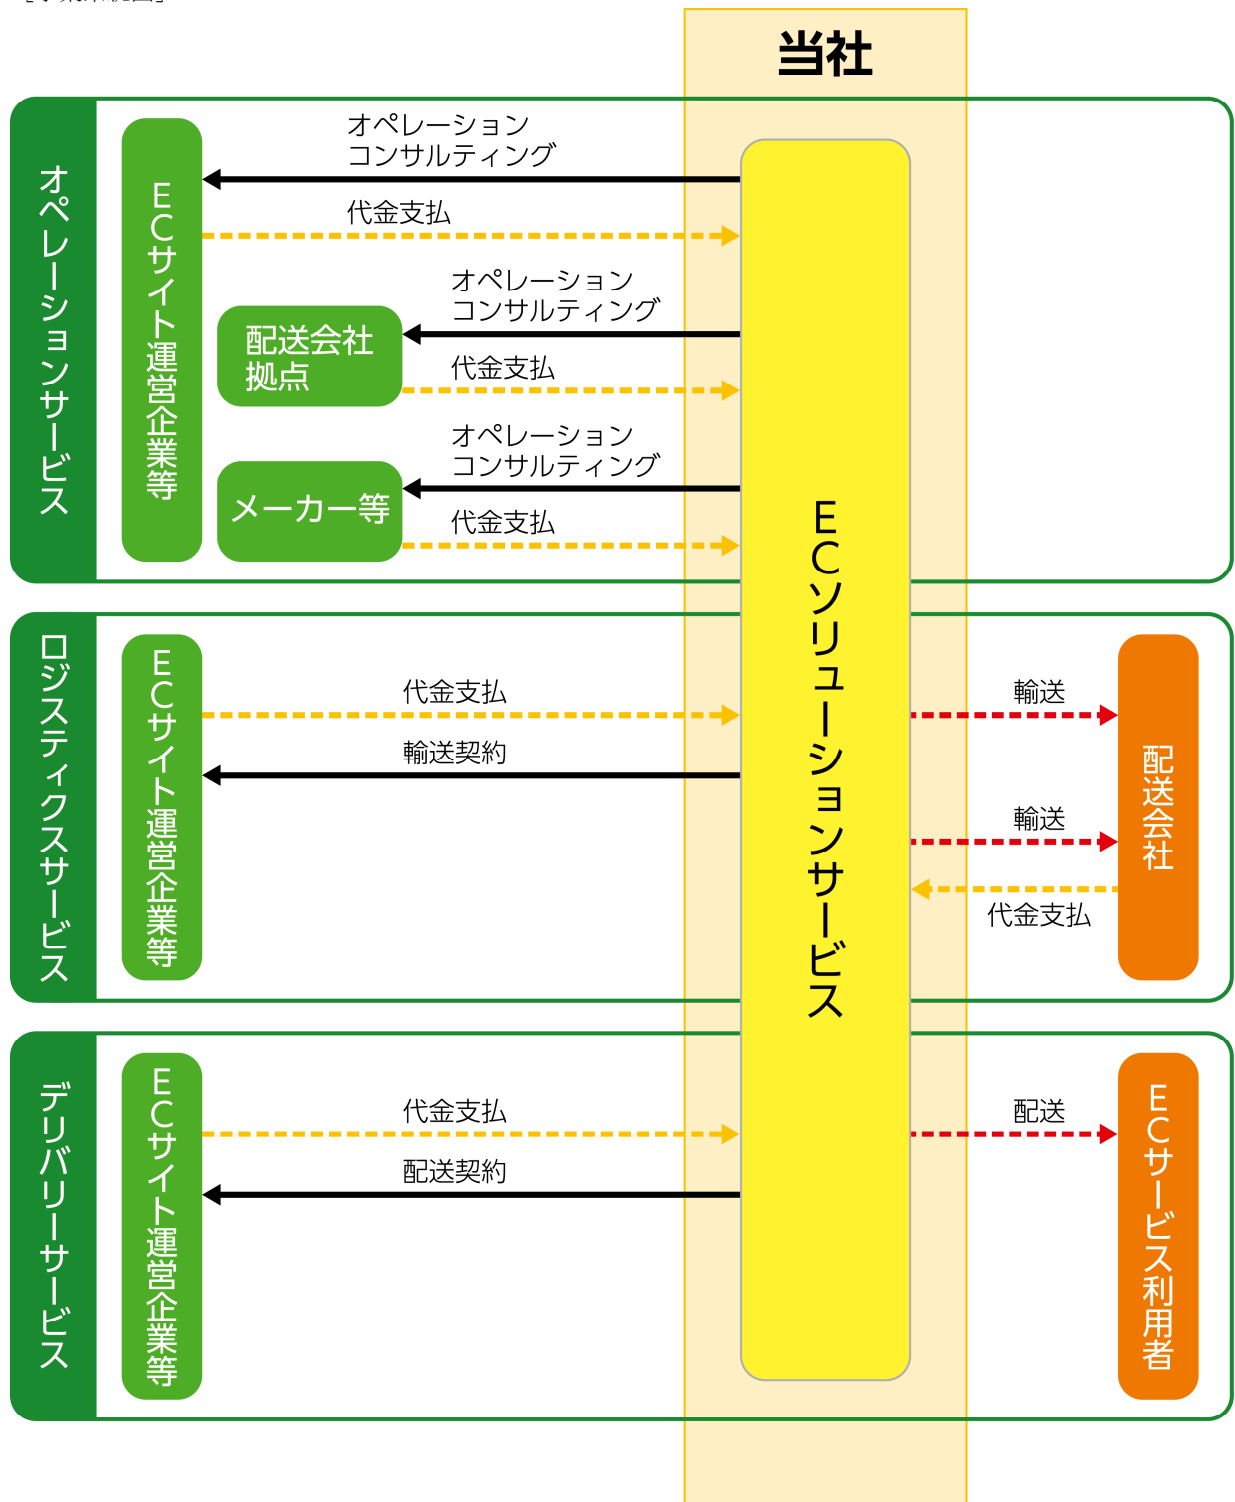 当社
オペレーションサービス
ECサイト運営企業等
オペレーション
コンサルティング
代金支払
配送会社
拠点
オペレーション
コンサルティング
代金支払
メーカー等
オペレーション
コンサルティング
代金支払
ECソリューションサービス
ロジスティクスサービス
ECサイト運営企業等
代金支払
輸送契約
輸送
輸送
代金支払
配送会社
デリバリーサービス
ECサイト運営企業等
代金支払
配送契約
配送
ECサービス利用者